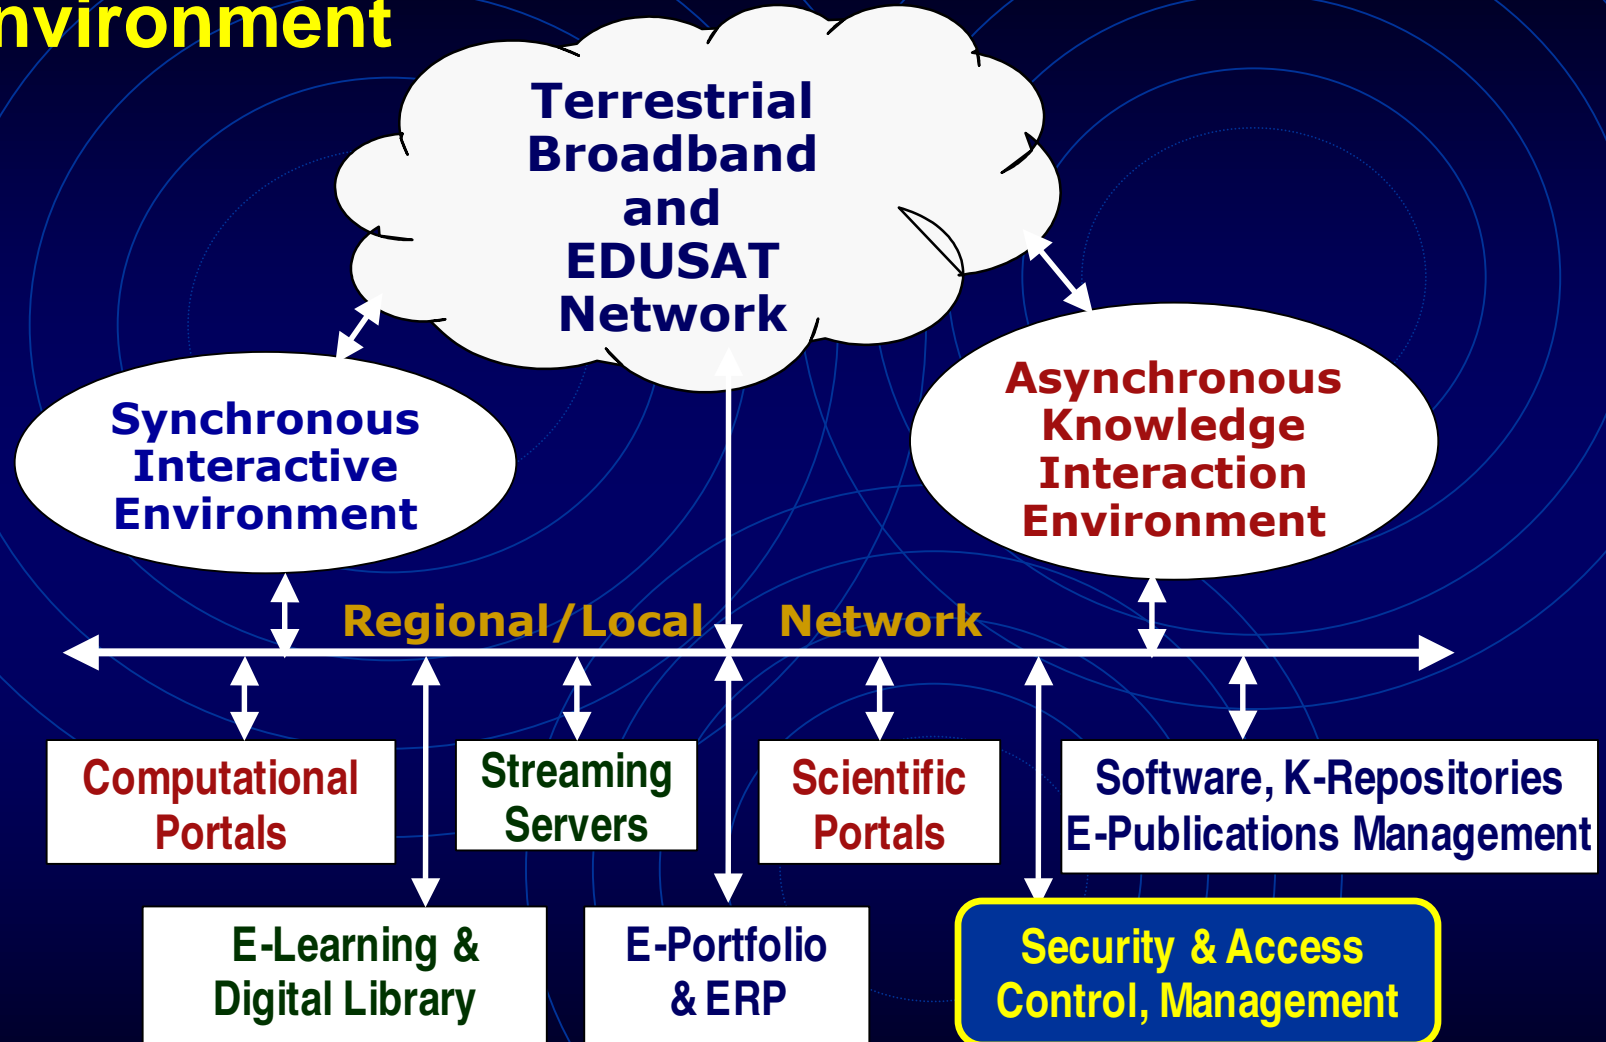 nvironment
Terrestrial
Broadband
and
EDUSAT
Network
Synchronous
Interactive
Environment
Asynchronous
Knowledge
Interaction
Environment
Regional/Local Network
Computational
Portals
Streaming
Servers
Scientific
Portals
Software, K-Repositories
E-Publications Management
E-Learning &
Digital Library
E-Portfolio
& ERP
Security & Access
Control, Management